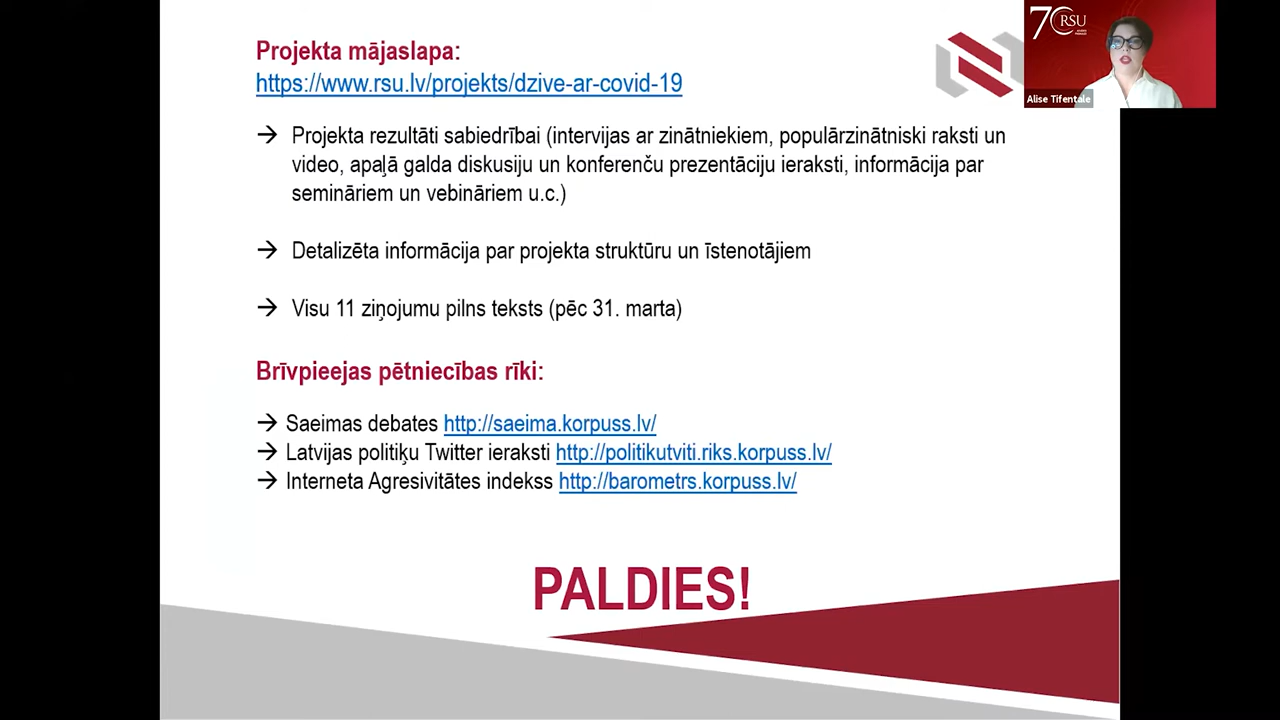 Projekta mājaslapa:
https://www.rsu.lv/projekts/dzive-ar-covid-19
→ Projekta rezultāti sabiedrībai (intervijas ar zinātniekiem, populārzinātniski raksti un
video, apaļā galda diskusiju un konferenču prezentāciju ieraksti, informācija par
semināriem un vebināriem u.c.)
→ Detalizēta informācija par projekta struktūru un īstenotājiem
→ Visu 11 ziņojumu pilns teksts (pēc 31. marta)
Brīvpieejas pētniecības rīki:
→ Saeimas debates http://saeima.korpuss.lv/
→ Latvijas politiķu Twitter ieraksti http://politikutviti.riks.korpuss.lv/
→ Interneta Agresivitātes indekss http://barometrs.korpuss.lv/
PALDIES!
70 RSU
Alise Tifentale